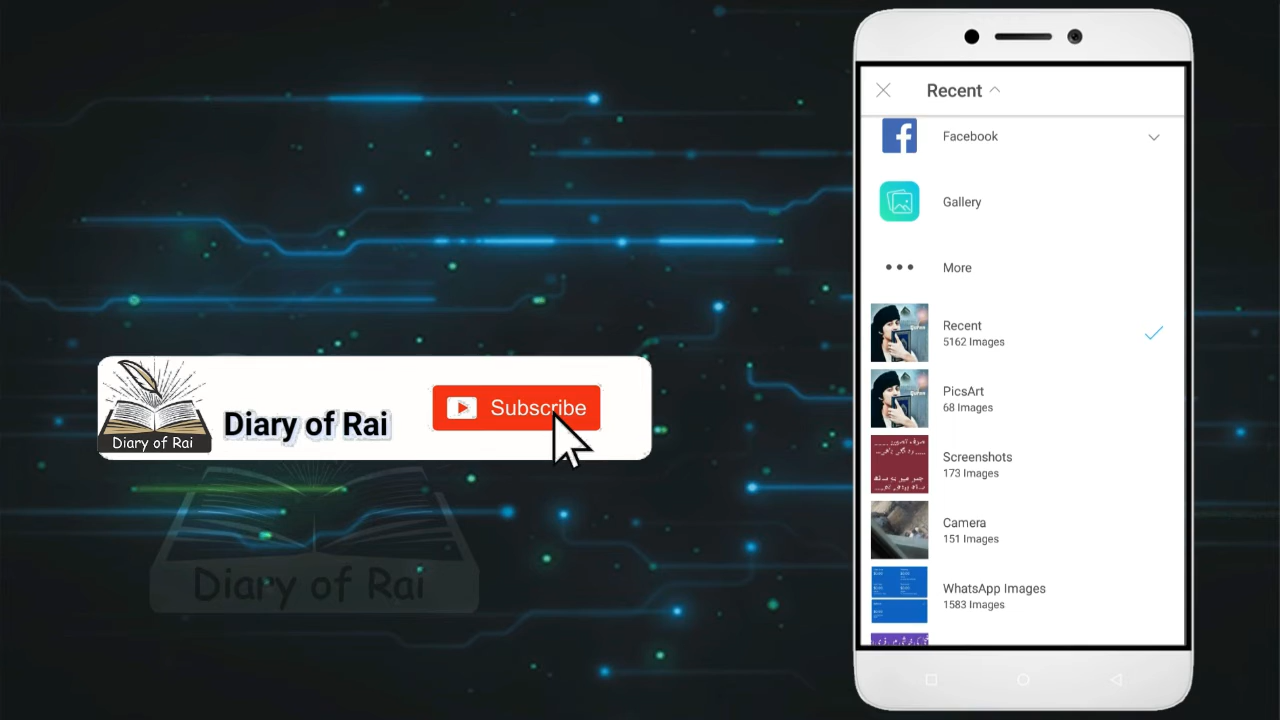 Recent
Facebook
Gallery
More
Recent
5162 Images
PicsArt
68 Images
Screenshots
173 Images
Camera
151 Images
WhatsApp Images
1583 Images
Diary of Rai
Diary of Rai
Subscribe
Diary of Rai